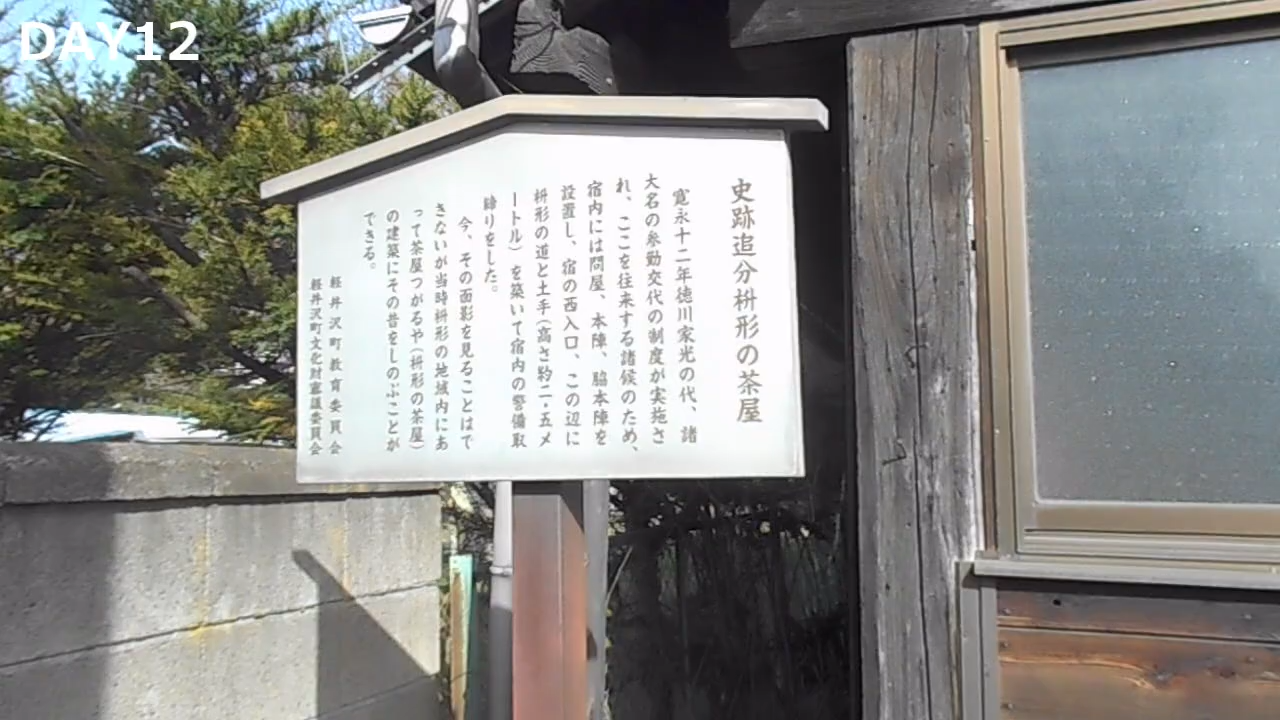 DAY12
史跡追分枡形の茶屋
寛永十二年徳川家光の代、諸
大名の参勤交代の制度が実施さ
れ、ここを往来する諸候のため、
宿内には問屋、本陣、脇本陣を
設置し、宿の西入口、この辺に
枡形の道と土手(高さ約二・五メ
ートル)を築いて宿内の警備取
締りをした。
今、その面影を見ることはで
きないが当時枡形の地域内にあ
って茶屋つがるや(枡形の茶屋)
の建築にその昔をしのぶことが
できる。
軽井沢町教育委員会
軽井沢町文化財審議委員会